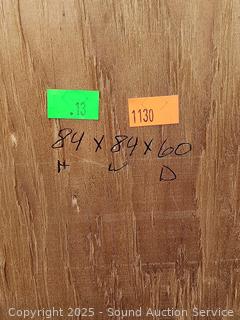 .13
1130
84 x 84 x 60
H W D
Copyright 2025 - Sound Auction Service